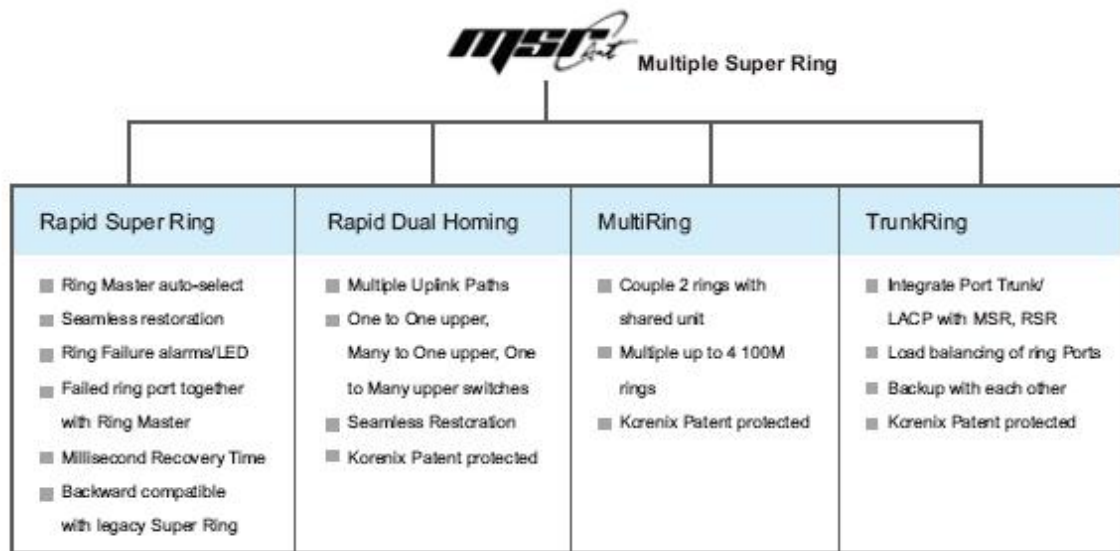 msr
Multiple Super Ring
Rapid Super Ring
Ring Master auto-select
Seamless restoration
Ring Failure alarms/LED
Failed ring port together
with Ring Master
Millisecond Recovery Time
Backward compatible
with legacy Super Ring
Rapid Dual Homing
Multiple Uplink Paths
One to One upper,
Many to One upper, One
to Many upper switches
Seamless Restoration
Korenix Patent protected
MultiRing
Couple 2 rings with
shared unit
Multiple up to 4 100M
rings
Korenix Patent protected
TrunkRing
Integrate Port Trunk/
LACP with MSR, RSR
Load balancing of ring Ports
Backup with each other
Korenix Patent protected